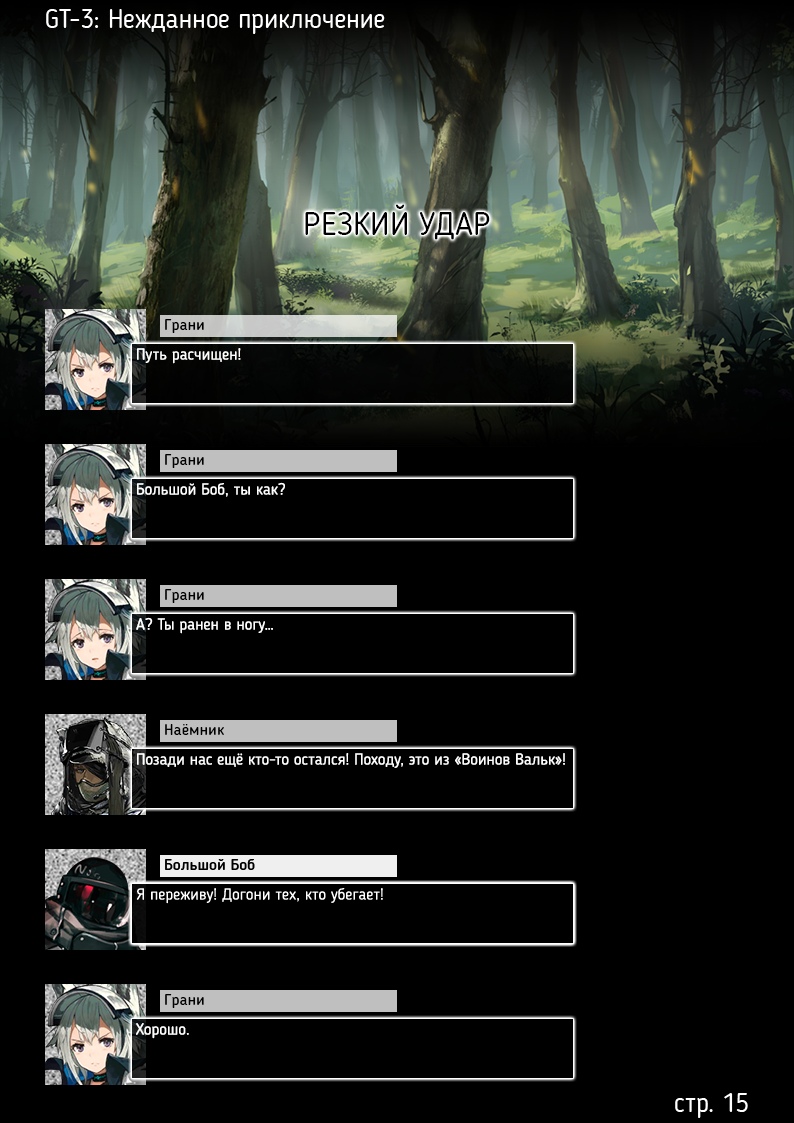 GT-3: Нежданное приключение
РЕЗКИЙ УДАР
Грани
Путь расчищен!
Грани
Большой Боб, ты как?
Грани
А? Ты ранен в ногу...
Наёмник
Позади нас ещё кто-то остался! Походу, это из «Воинов Вальк»!
Большой Боб
Я переживу! Догони тех, кто убегает!
Грани
Хорошо.
стр. 15